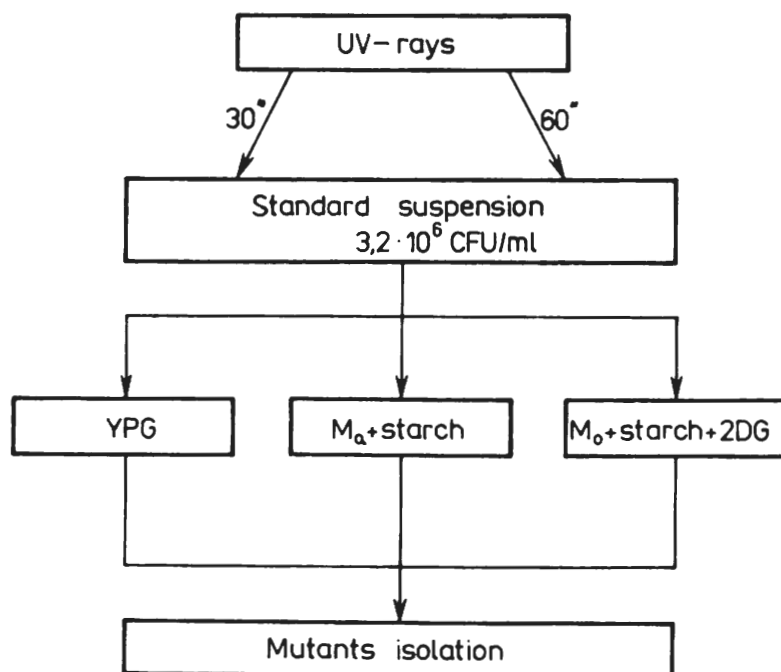 UV-rays
30"
60"
Standard suspension
3,2·10⁶ CFU/ml
YPG
Mₐ+starch
Mₒ+starch+2DG
Mutants isolation